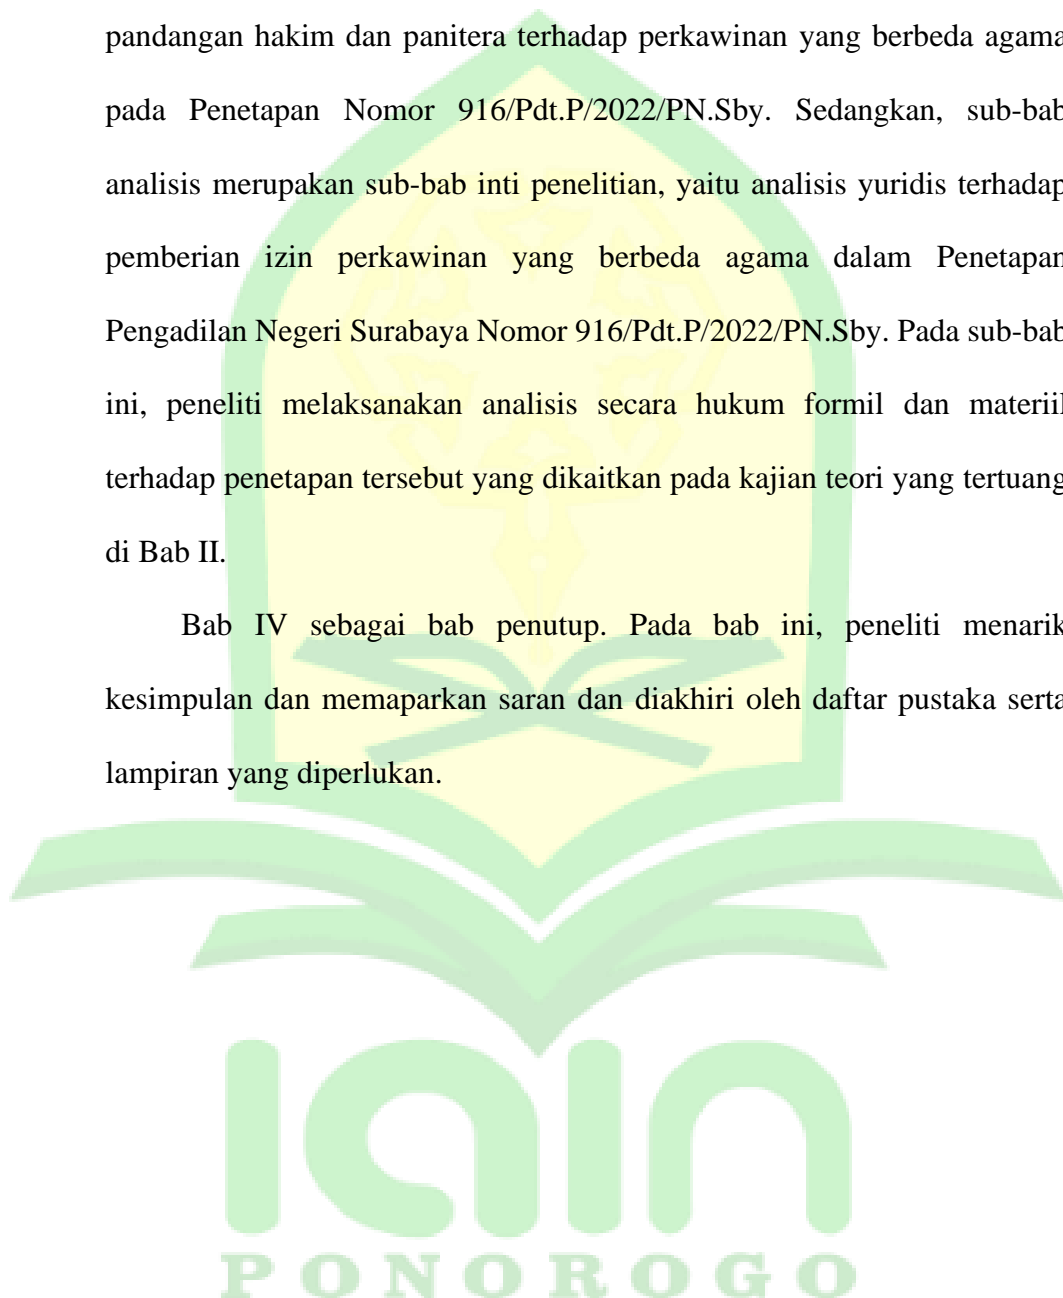 pandangan hakim dan panitera terhadap perkawinan yang berbeda agama
pada Penetapan Nomor 916/Pdt.P/2022/PN.Sby. Sedangkan, sub-bab
analisis merupakan sub-bab inti penelitian, yaitu analisis yuridis terhadap
pemberian izin perkawinan yang berbeda agama dalam Penetapan
Pengadilan Negeri Surabaya Nomor 916/Pdt.P/2022/PN.Sby. Pada sub-bab
ini, peneliti melaksanakan analisis secara hukum formil dan materiil
terhadap penetapan tersebut yang dikaitkan pada kajian teori yang tertuang
di Bab II.
Bab IV sebagai bab penutup. Pada bab ini, peneliti menarik
kesimpulan dan memaparkan saran dan diakhiri oleh daftar pustaka serta
lampiran yang diperlukan.
iain
PONOROGO